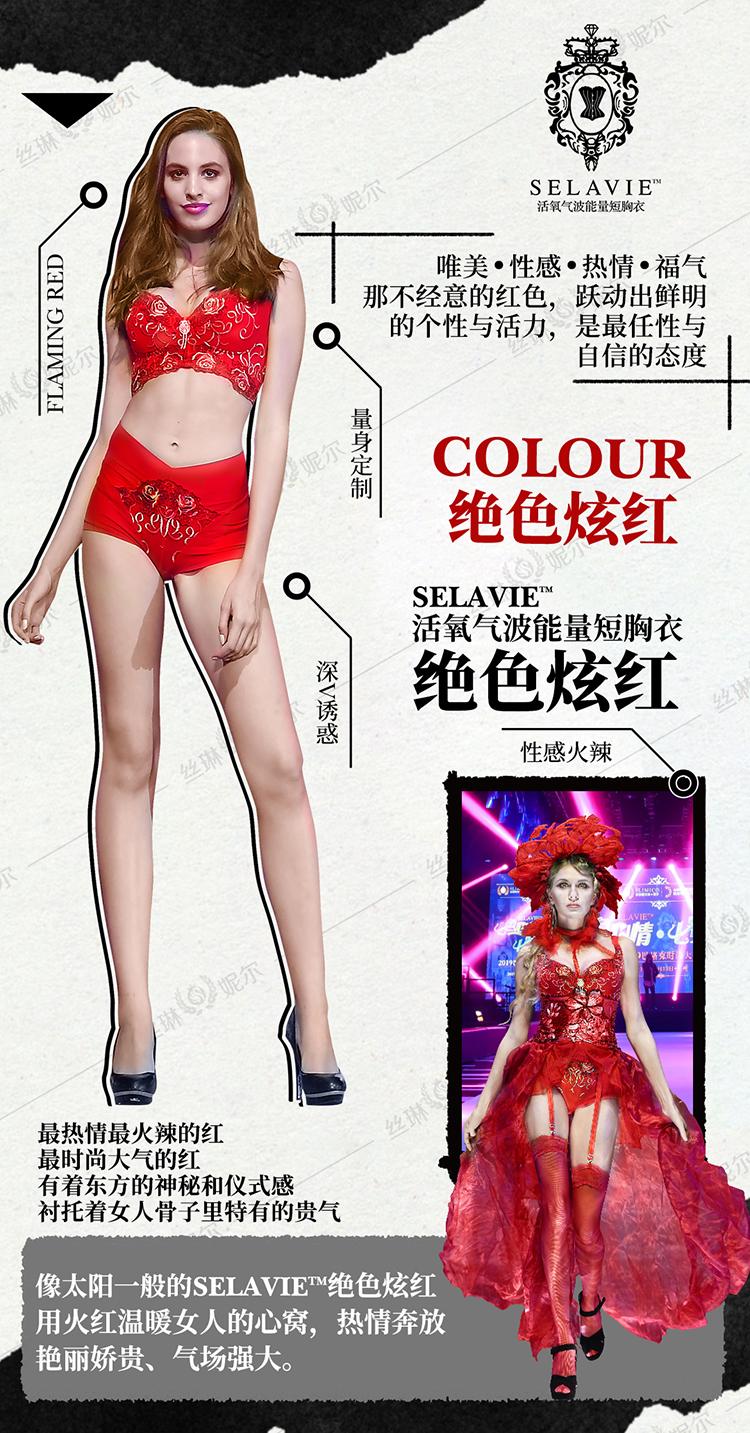 SELAVIE™
活氧气波能量短胸衣
唯美•性感•热情•福气
那不经意的红色，跃动出鲜明
的个性与活力，是最任性与
自信的态度
FLAMING RED
量身定制
COLOUR
绝色炫红
SELAVIE™
活氧气波能量短胸衣
绝色炫红
深V诱惑
性感火辣
SELAVIE
最热情最火辣的红
最时尚大气的红
有着东方的神秘和仪式感
衬托着女人骨子里特有的贵气
像太阳一般的SELAVIE™绝色炫红
用火红温暖女人的心窝，热情奔放
艳丽娇贵、气场强大。
丝琳 妮尔